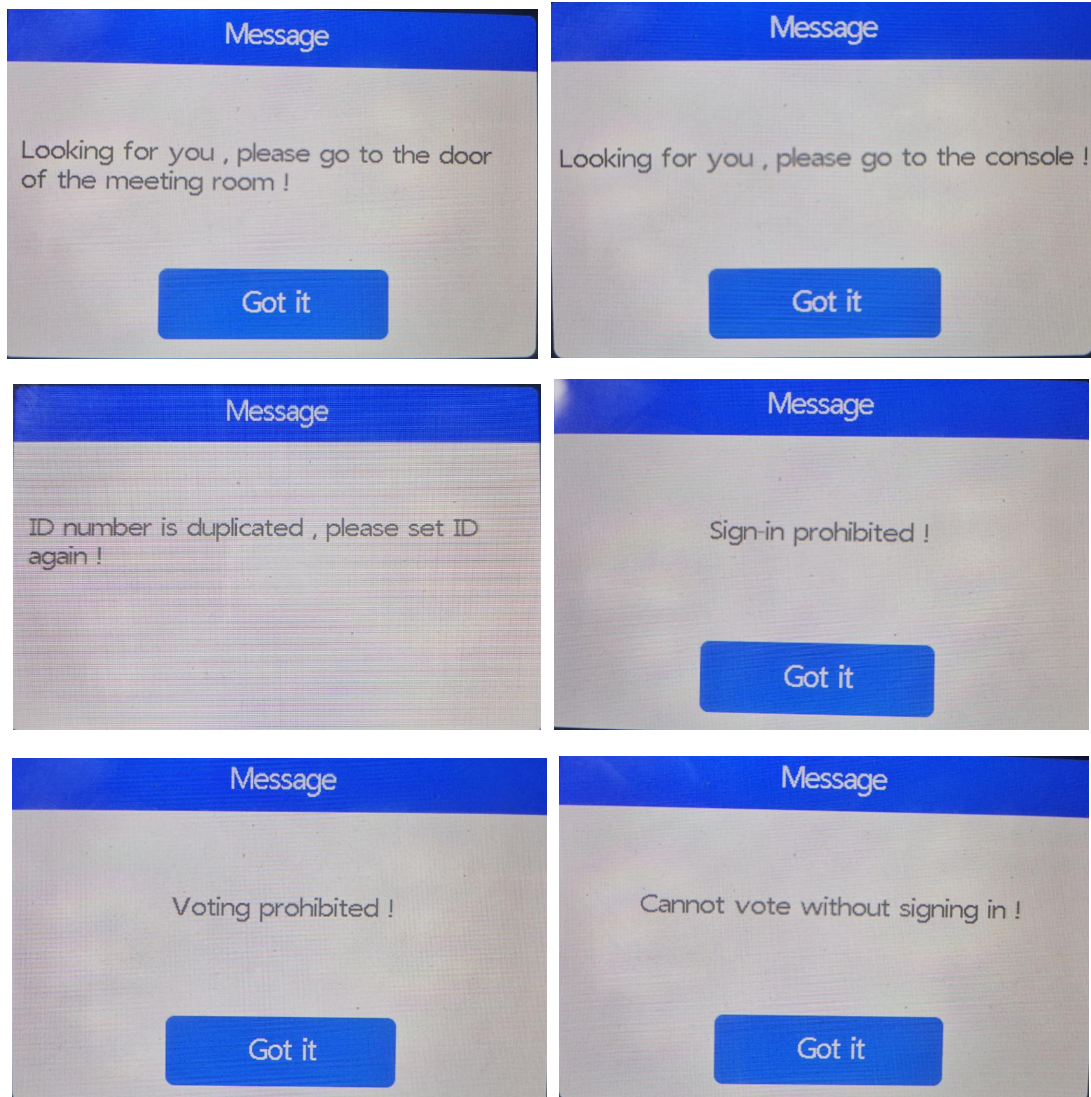 Message
Looking for you , please go to the door
of the meeting room !
Got it
Message
Looking for you , please go to the console !
Got it
Message
ID number is duplicated , please set ID
again !
Message
Sign-in prohibited !
Got it
Message
Voting prohibited !
Got it
Message
Cannot vote without signing in !
Got it